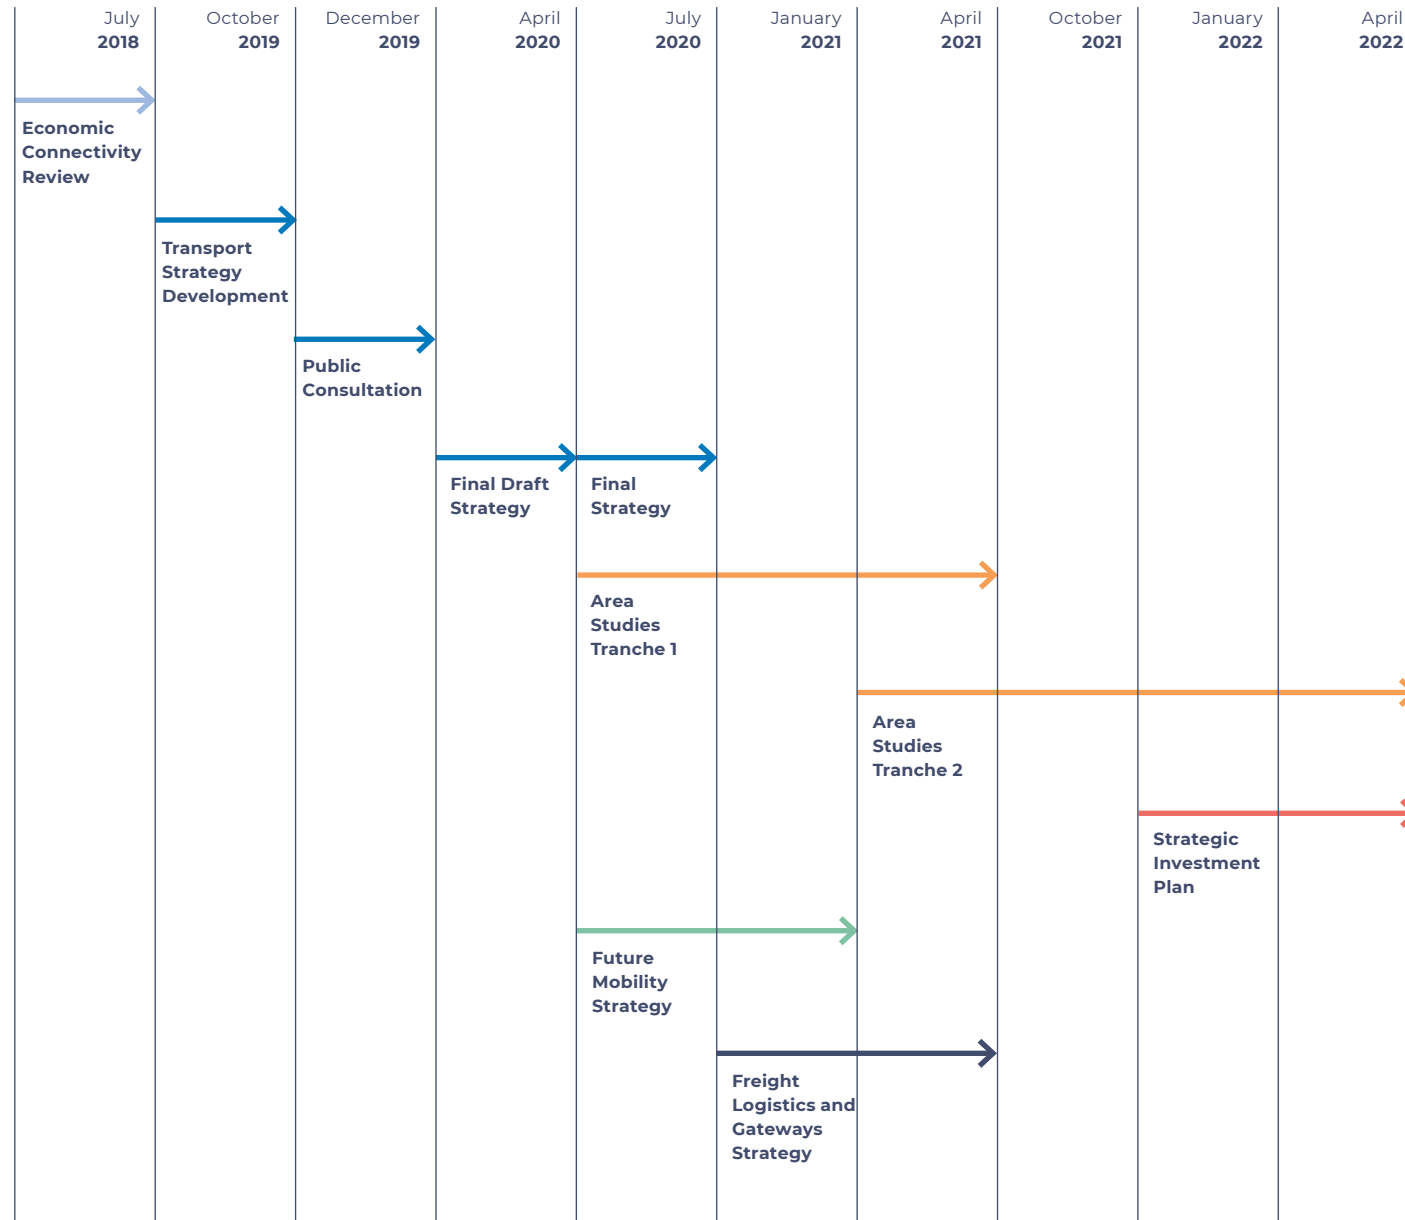 July
2018
October
2019
December
2019
April
2020
July
2020
January
2021
April
2021
October
2021
January
2022
April
2022
Economic
Connectivity
Review
Transport
Strategy
Development
Public
Consultation
Final Draft
Strategy
Final
Strategy
Area
Studies
Tranche 1
Area
Studies
Tranche 2
Strategic
Investment
Plan
Future
Mobility
Strategy
Freight
Logistics and
Gateways
Strategy